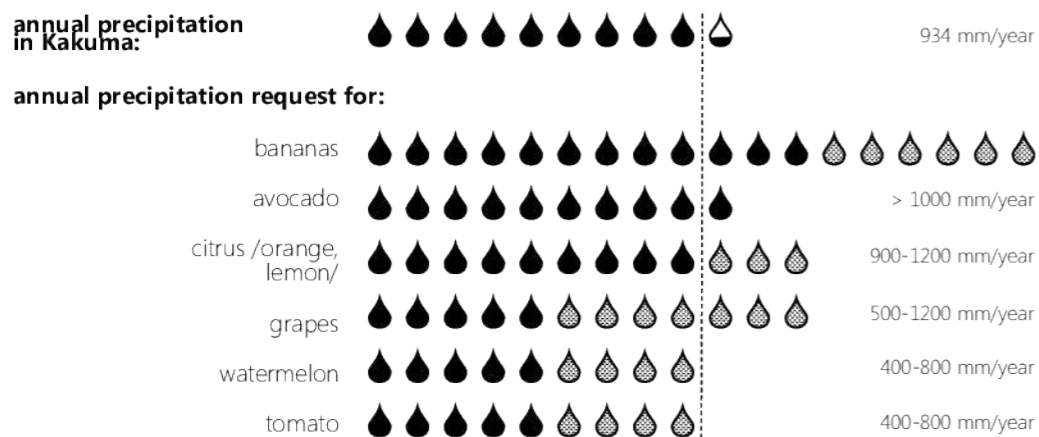 annual precipitation
in Kakuma:
934 mm/year
annual precipitation request for:
bananas
avocado
> 1000 mm/year
citrus /orange,
lemon/
900-1200 mm/year
grapes
500-1200 mm/year
watermelon
400-800 mm/year
tomato
400-800 mm/year